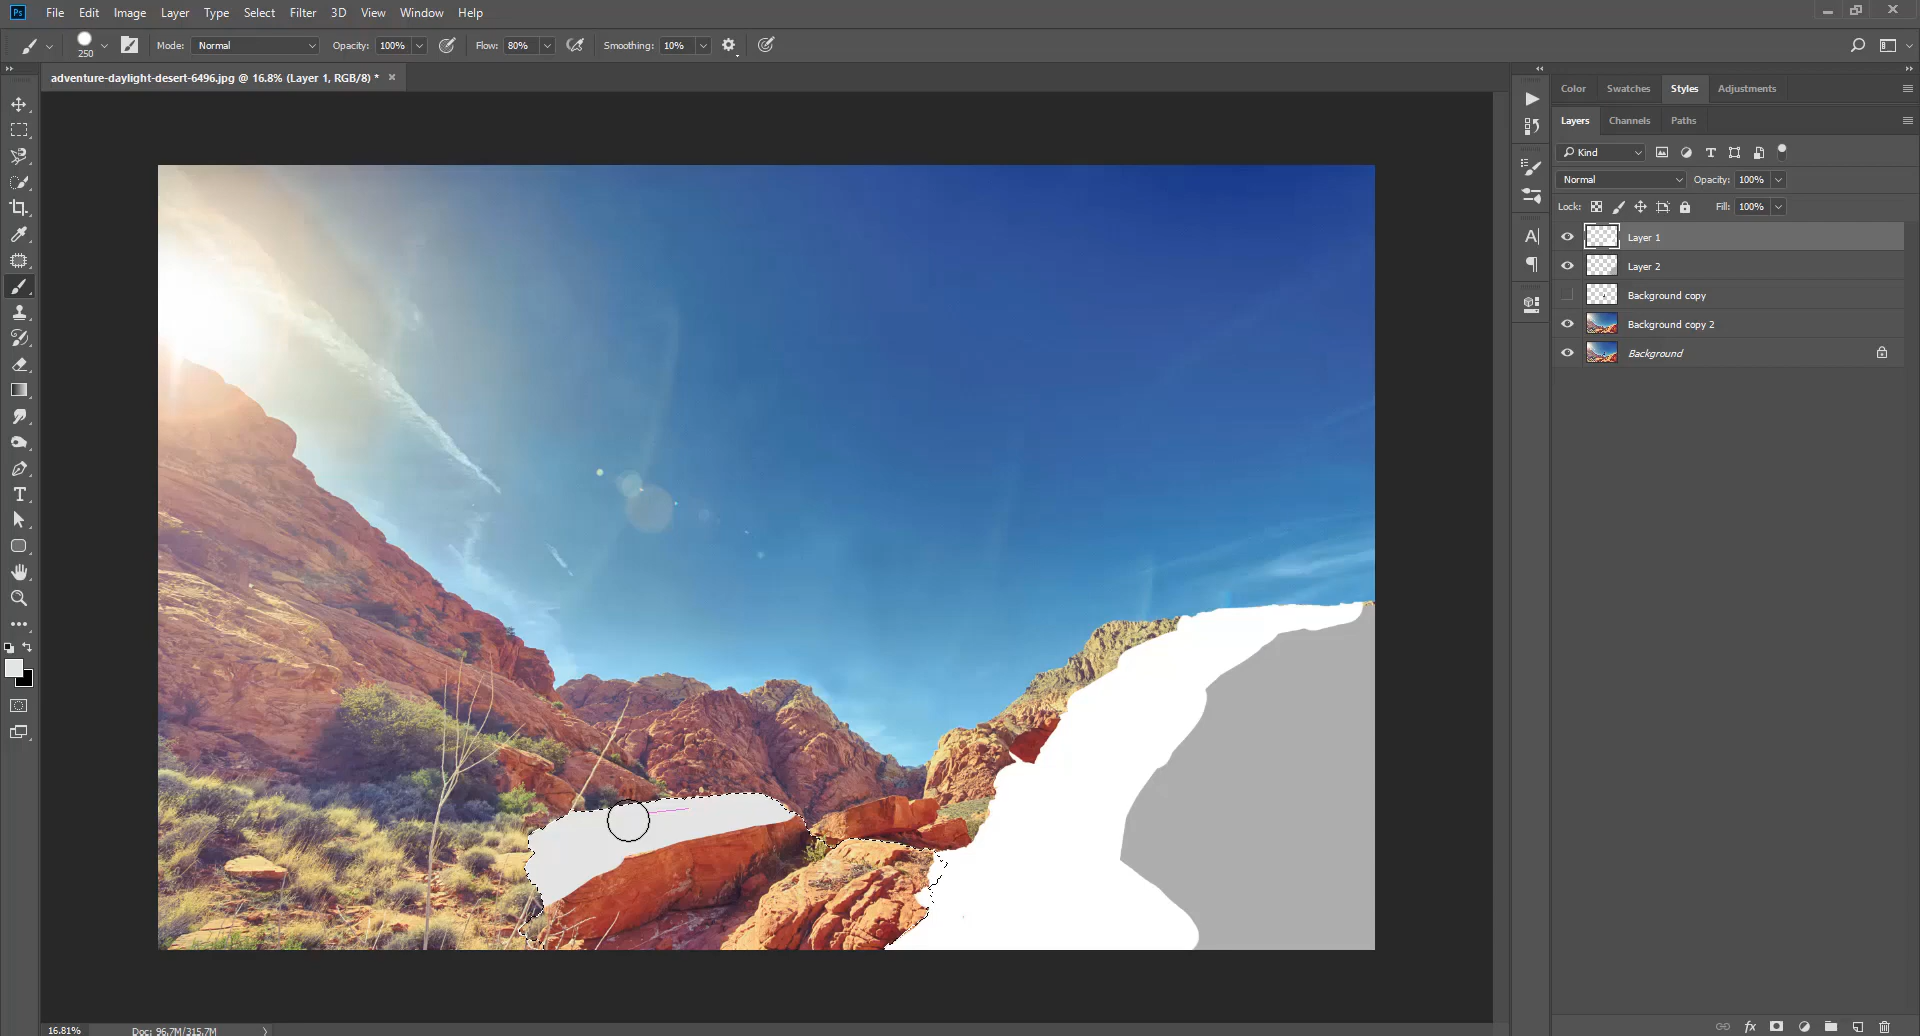 Ps File Edit Image Layer Type Select Filter 3D View Window Help
250 Mode: Normal Opacity: 100% Flow: 80% Smoothing: 10%
adventure-daylight-desert-6496.jpg @ 16.8% (Layer 1, RGB/8) *
Color Swatches Styles Adjustments
Layers Channels Paths
Kind
Normal Opacity: 100%
Lock: Fill: 100%
Layer 1
Layer 2
Background copy
Background copy 2
Background
16.81% Doc: 96.7M/315.7M